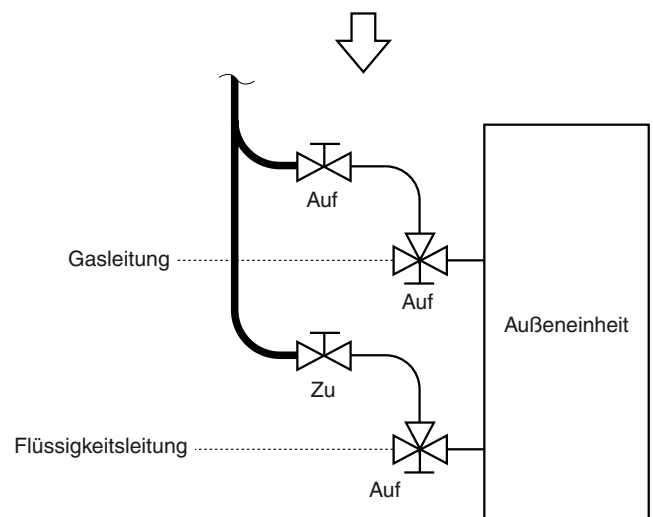 Auf
Gasleitung
Auf
Außeneinheit
Zu
Flüssigkeitsleitung
Auf